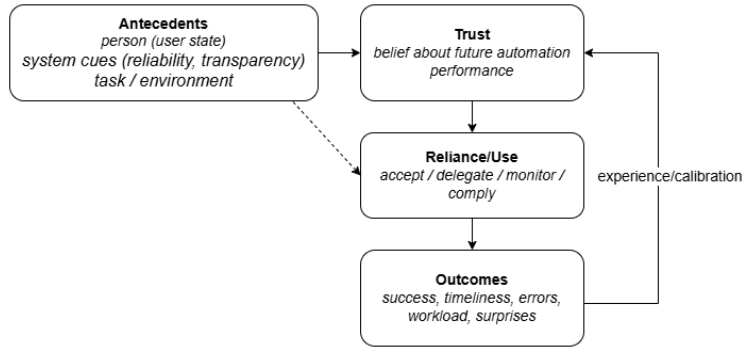 Antecedents
person (user state)
system cues (reliability, transparency)
task / environment
Trust
belief about future automation
performance
Reliance/Use
accept / delegate / monitor /
comply
experience/calibration
Outcomes
success, timeliness, errors,
workload, surprises